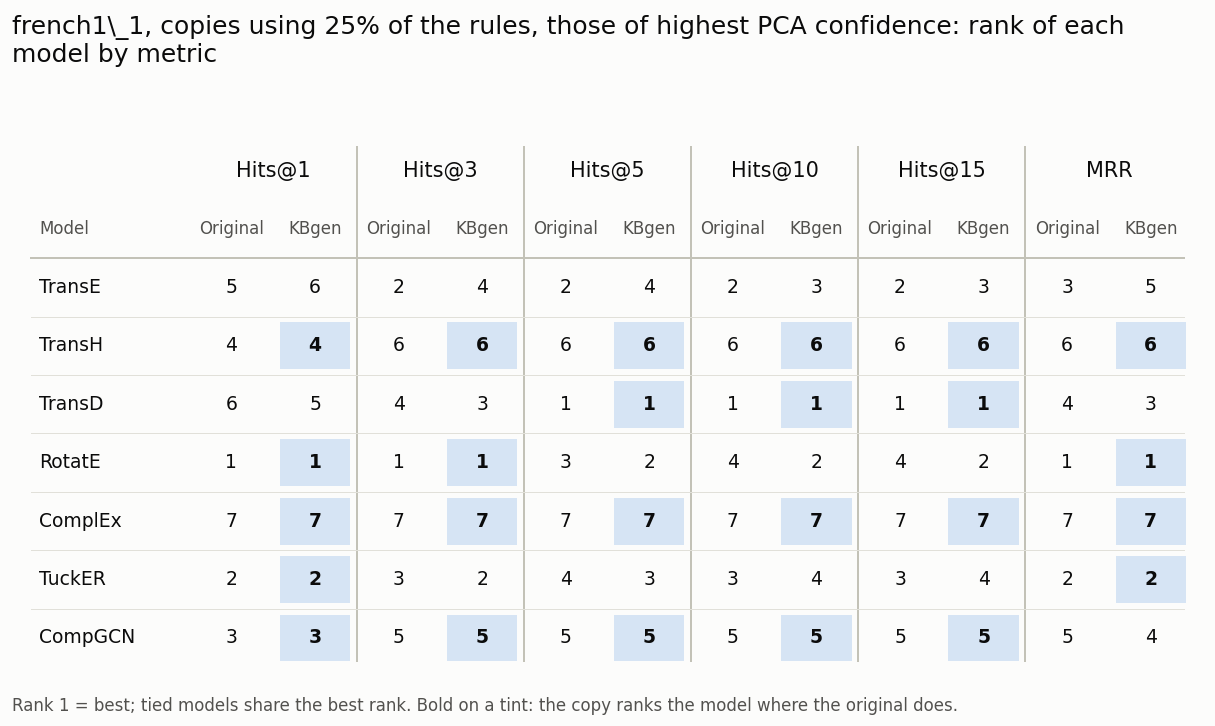 french1\_1, copies using 25% of the rules, those of highest PCA confidence: rank of each
model by metric
Hits@1 Hits@3 Hits@5 Hits@10 Hits@15 MRR
Model Original KBgen Original KBgen Original KBgen Original KBgen Original KBgen Original KBgen
TransE 5 6 2 4 2 4 2 3 2 3 3 5
TransH 4 4 6 6 6 6 6 6 6 6 6 6
TransD 6 5 4 3 1 1 1 1 1 1 4 3
RotatE 1 1 1 1 3 2 4 2 4 2 1 1
ComplEx 7 7 7 7 7 7 7 7 7 7 7 7
TuckER 2 2 3 2 4 3 3 4 3 4 2 2
CompGCN 3 3 5 5 5 5 5 5 5 5 5 4
Rank 1 = best; tied models share the best rank. Bold on a tint: the copy ranks the model where the original does.